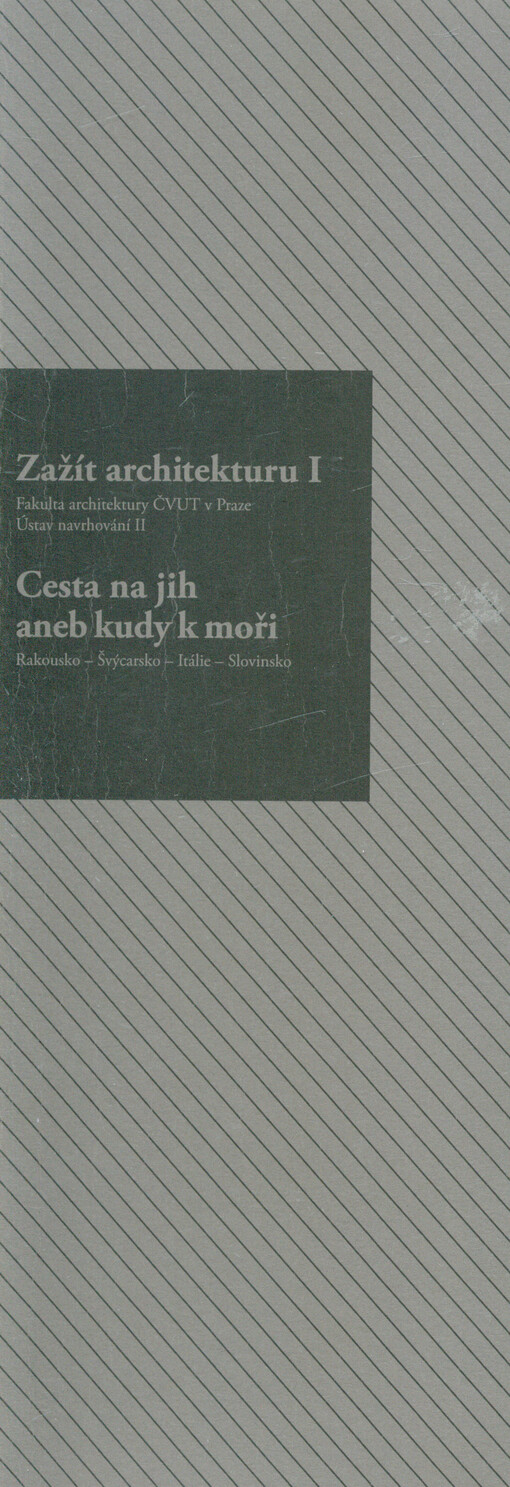 Zažít architekturu I
Fakulta architektury ČVUT v Praze
Ústav navrhování II
Cesta na jih
aneb kudy k moři
Rakousko – Švýcarsko – Itálie – Slovinsko